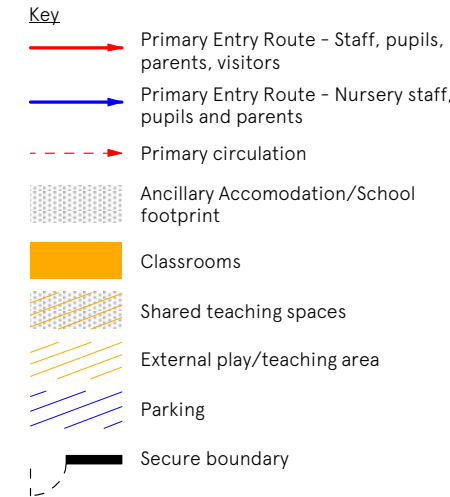 Key
Primary Entry Route - Staff, pupils,
parents, visitors
Primary Entry Route - Nursery staff,
pupils and parents
Primary circulation
Ancillary Accomodation/School
footprint
Classrooms
Shared teaching spaces
External play/teaching area
Parking
Secure boundary